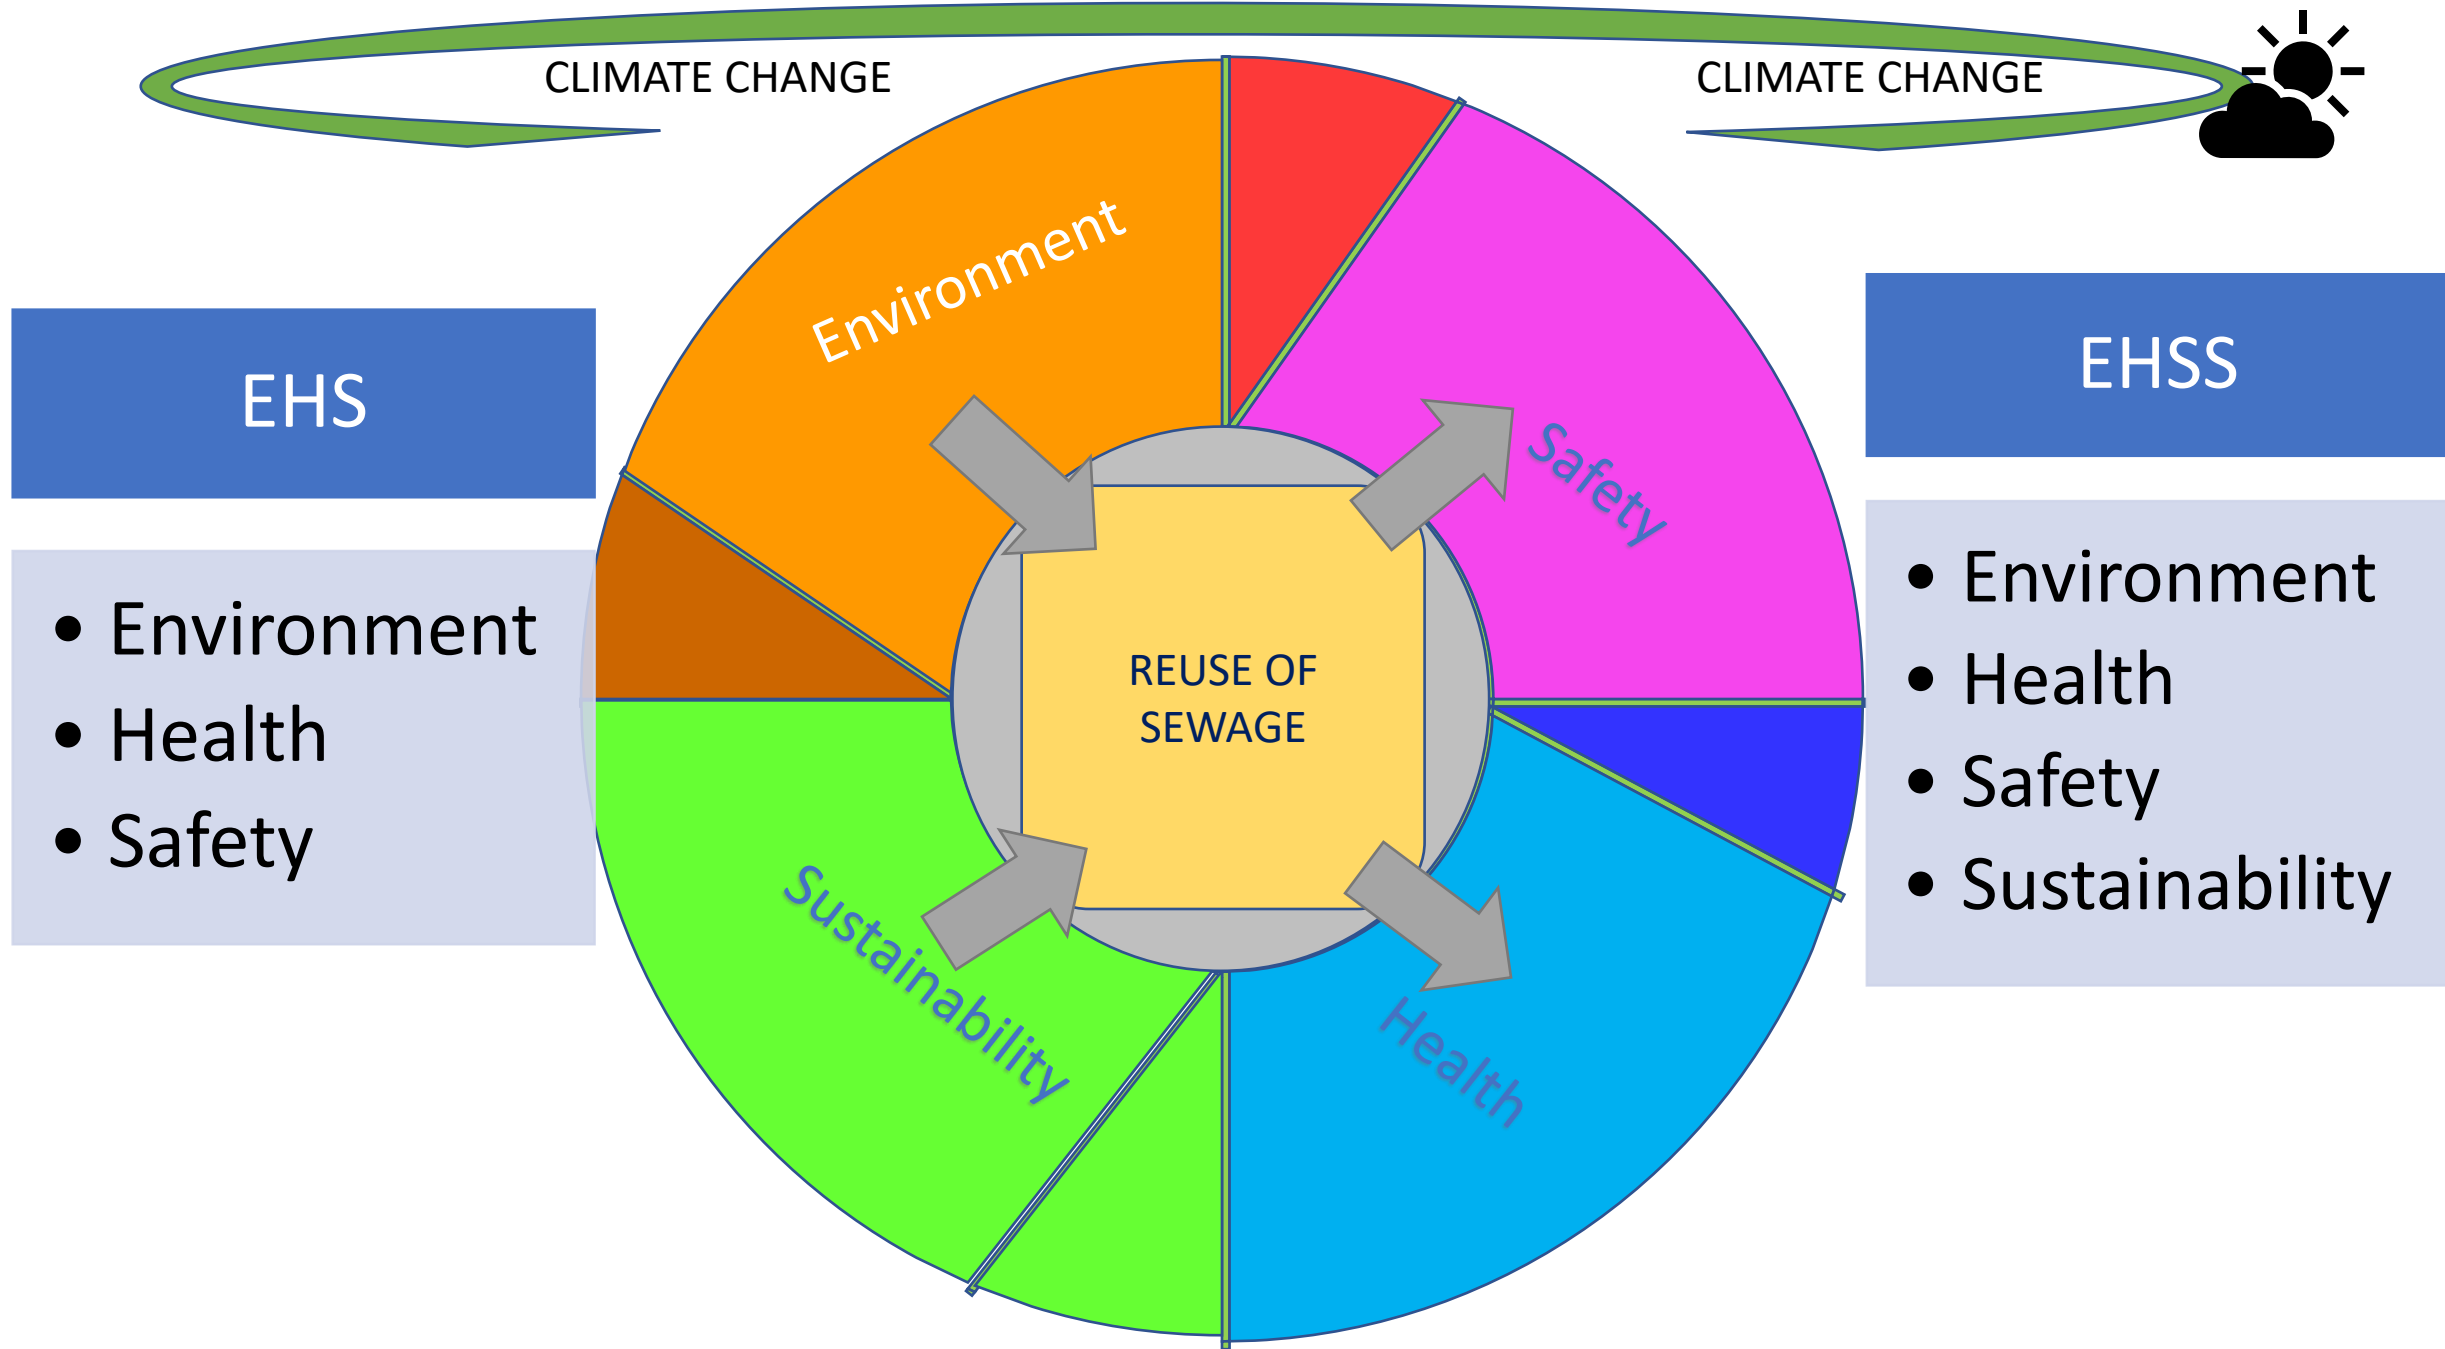 CLIMATE CHANGE
CLIMATE CHANGE
EHS
• Environment
• Health
• Safety
Environment
Safety
REUSE OF
SEWAGE
Sustainability
Health
EHSS
• Environment
• Health
• Safety
• Sustainability